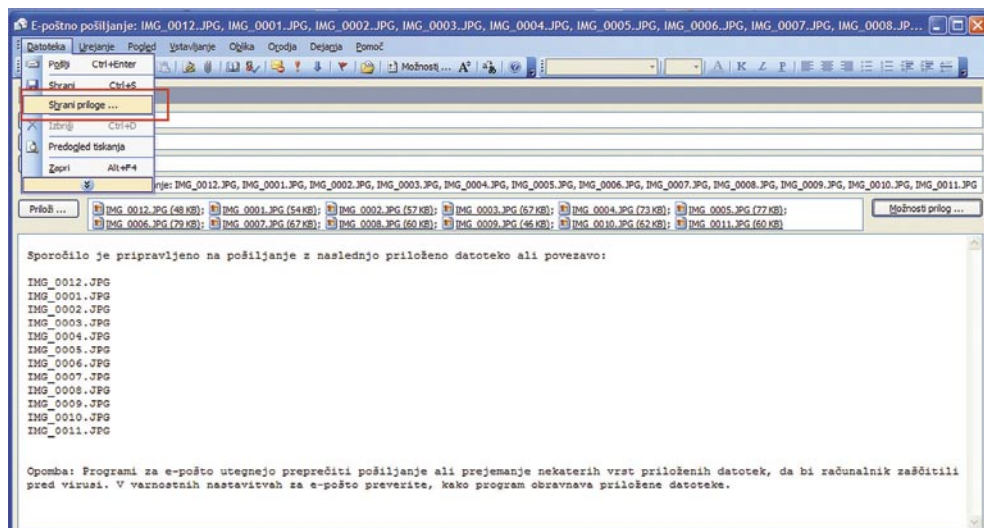 E-poštno pošiljanje: IMG_0012.JPG, IMG_0001.JPG, IMG_0002.JPG, IMG_0003.JPG, IMG_0004.JPG, IMG_0005.JPG, IMG_0006.JPG, IMG_0007.JPG, IMG_0008.JP...
Datoteka Urejanje Pogled Vstavljanje Oblika Orodja Dejanja Pomoč
Pošlji Ctrl+Enter
Možnosti ...
A K L P
Shrani Ctrl+S
Shrani priloge ...
Izbriši Ctrl+D
Predogled tiskanja
Zapri Alt+F4
nje: IMG_0012.JPG, IMG_0001.JPG, IMG_0002.JPG, IMG_0003.JPG, IMG_0004.JPG, IMG_0005.JPG, IMG_0006.JPG, IMG_0007.JPG, IMG_0008.JPG, IMG_0009.JPG, IMG_0010.JPG, IMG_0011.JPG
Priloži ... IMG_0012.JPG (48 KB); IMG_0001.JPG (54 KB); IMG_0002.JPG (57 KB); IMG_0003.JPG (67 KB); IMG_0004.JPG (73 KB); IMG_0005.JPG (77 KB); Možnosti prilog ...
IMG_0006.JPG (79 KB); IMG_0007.JPG (67 KB); IMG_0008.JPG (60 KB); IMG_0009.JPG (46 KB); IMG_0010.JPG (62 KB); IMG_0011.JPG (60 KB)
Sporočilo je pripravljeno na pošiljanje z naslednjo priloženo datoteko ali povezavo:
IMG_0012.JPG
IMG_0001.JPG
IMG_0002.JPG
IMG_0003.JPG
IMG_0004.JPG
IMG_0005.JPG
IMG_0006.JPG
IMG_0007.JPG
IMG_0008.JPG
IMG_0009.JPG
IMG_0010.JPG
IMG_0011.JPG
Opomba: Programi za e-pošto utegnejo preprečiti pošiljanje ali prejemanje nekaterih vrst priloženih datotek, da bi računalnik zaščitili
pred virusi. V varnostnih nastavitvah za e-pošto preverite, kako program obravnava priložene datoteke.